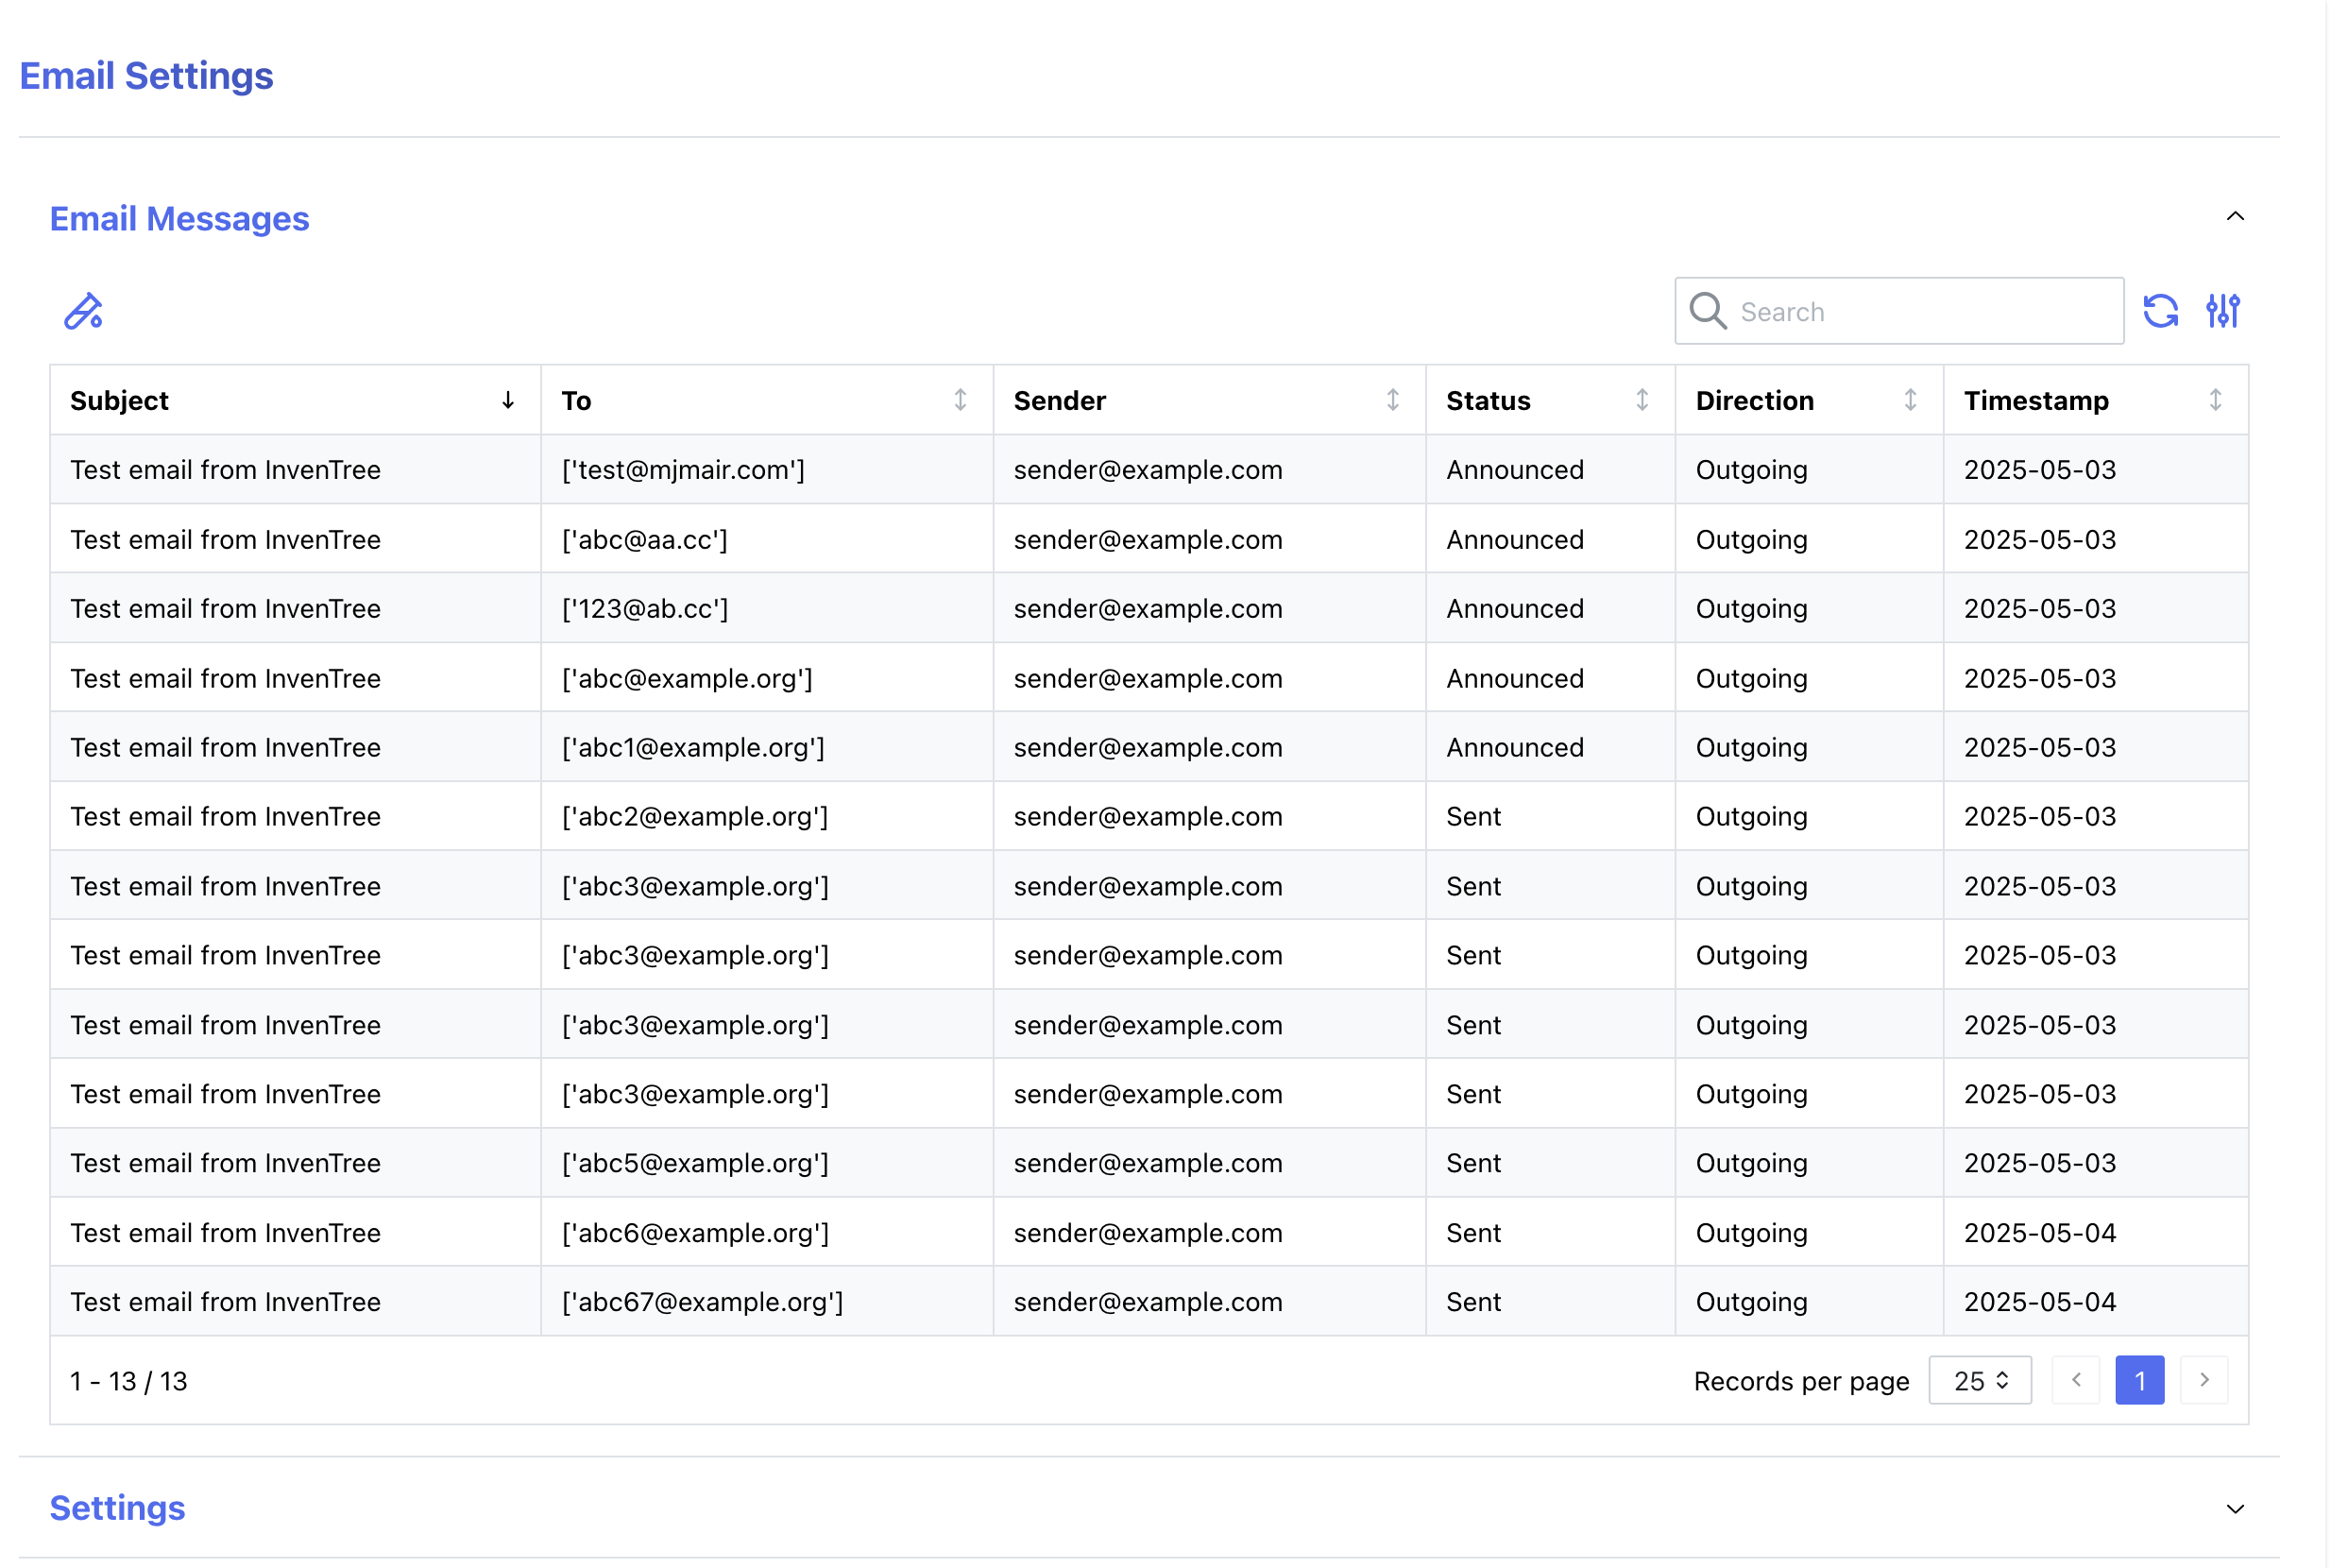 Email Settings
Email Messages
Search
Subject To Sender Status Direction Timestamp
Test email from InvenTree ['test@mjmair.com'] sender@example.com Announced Outgoing 2025-05-03
Test email from InvenTree ['abc@aa.cc'] sender@example.com Announced Outgoing 2025-05-03
Test email from InvenTree ['123@ab.cc'] sender@example.com Announced Outgoing 2025-05-03
Test email from InvenTree ['abc@example.org'] sender@example.com Announced Outgoing 2025-05-03
Test email from InvenTree ['abc1@example.org'] sender@example.com Announced Outgoing 2025-05-03
Test email from InvenTree ['abc2@example.org'] sender@example.com Sent Outgoing 2025-05-03
Test email from InvenTree ['abc3@example.org'] sender@example.com Sent Outgoing 2025-05-03
Test email from InvenTree ['abc3@example.org'] sender@example.com Sent Outgoing 2025-05-03
Test email from InvenTree ['abc3@example.org'] sender@example.com Sent Outgoing 2025-05-03
Test email from InvenTree ['abc3@example.org'] sender@example.com Sent Outgoing 2025-05-03
Test email from InvenTree ['abc5@example.org'] sender@example.com Sent Outgoing 2025-05-03
Test email from InvenTree ['abc6@example.org'] sender@example.com Sent Outgoing 2025-05-04
Test email from InvenTree ['abc67@example.org'] sender@example.com Sent Outgoing 2025-05-04
1 - 13 / 13 Records per page 25 1
Settings